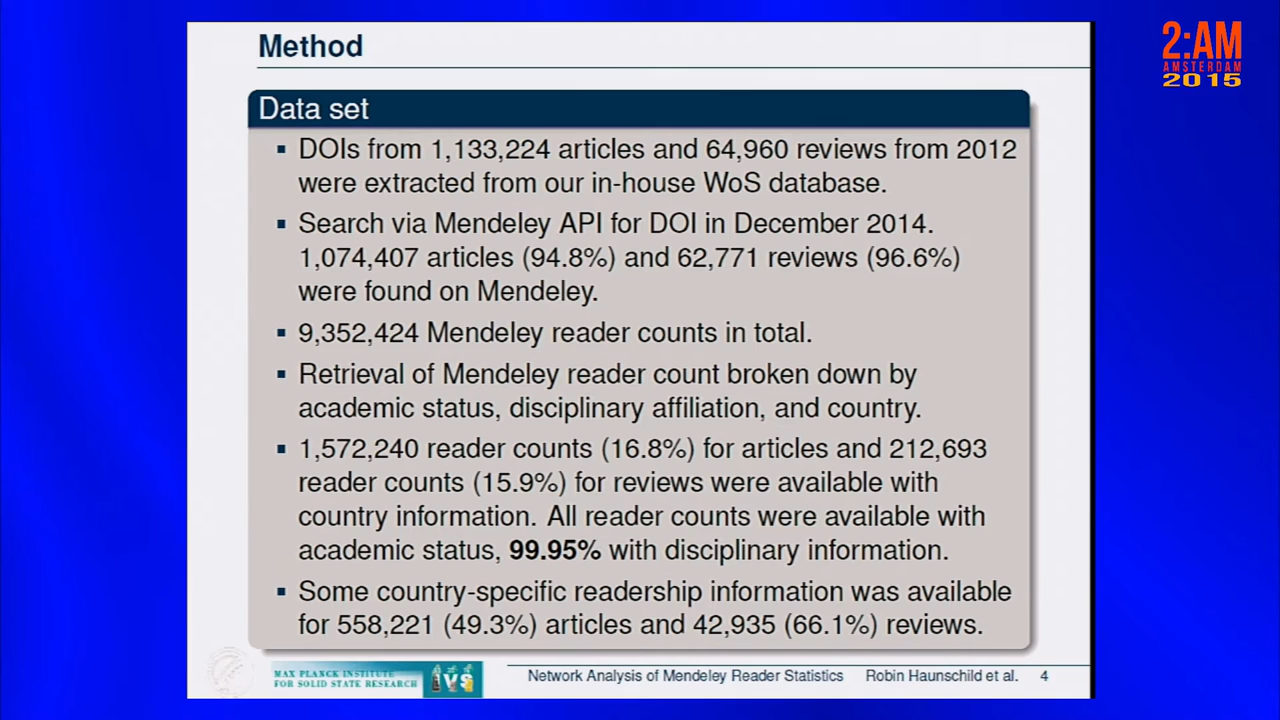 Method
2:AM
AMSTERDAM
2015
Data set
▪ DOIs from 1,133,224 articles and 64,960 reviews from 2012
were extracted from our in-house WoS database.
▪ Search via Mendeley API for DOI in December 2014.
1,074,407 articles (94.8%) and 62,771 reviews (96.6%)
were found on Mendeley.
▪ 9,352,424 Mendeley reader counts in total.
▪ Retrieval of Mendeley reader count broken down by
academic status, disciplinary affiliation, and country.
▪ 1,572,240 reader counts (16.8%) for articles and 212,693
reader counts (15.9%) for reviews were available with
country information. All reader counts were available with
academic status, 99.95% with disciplinary information.
▪ Some country-specific readership information was available
for 558,221 (49.3%) articles and 42,935 (66.1%) reviews.
MAX PLANCK INSTITUTE
FOR SOLID STATE RESEARCH
IVS
Network Analysis of Mendeley Reader Statistics Robin Haunschild et al. 4